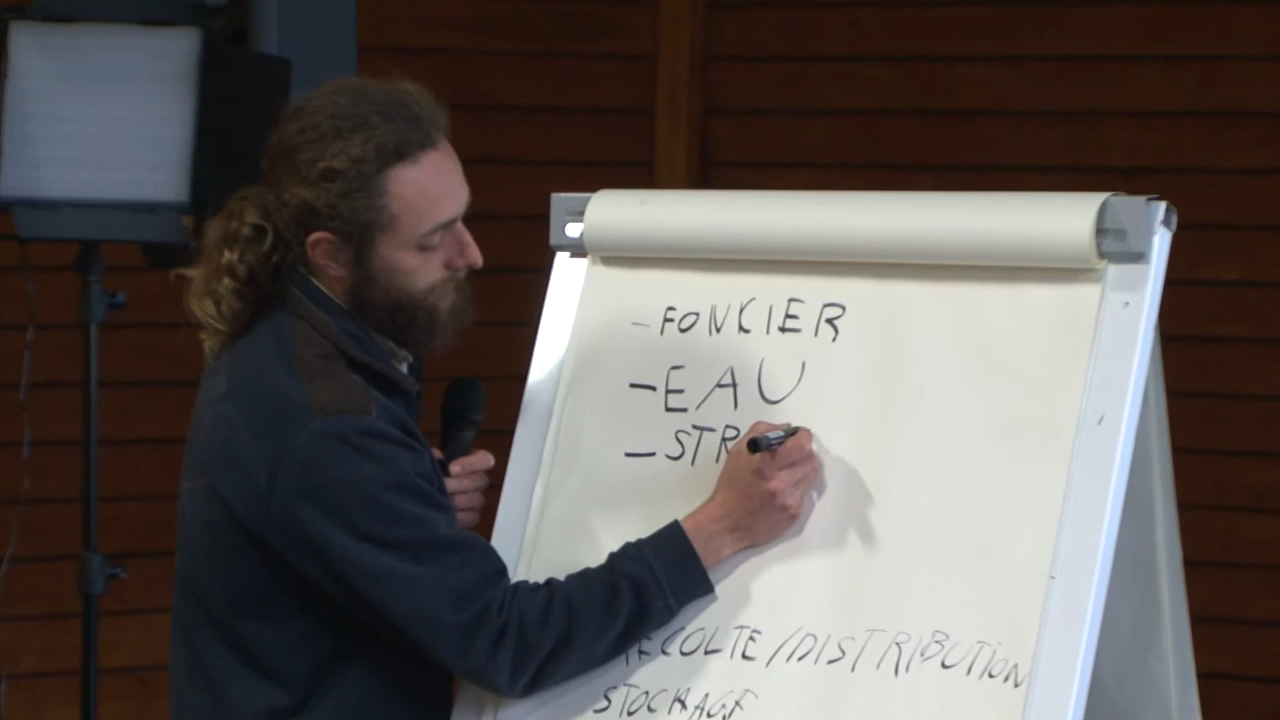 - FONCIER
- EAU
- STR
RECOLTE/DISTRIBUTION
STOCKAGE